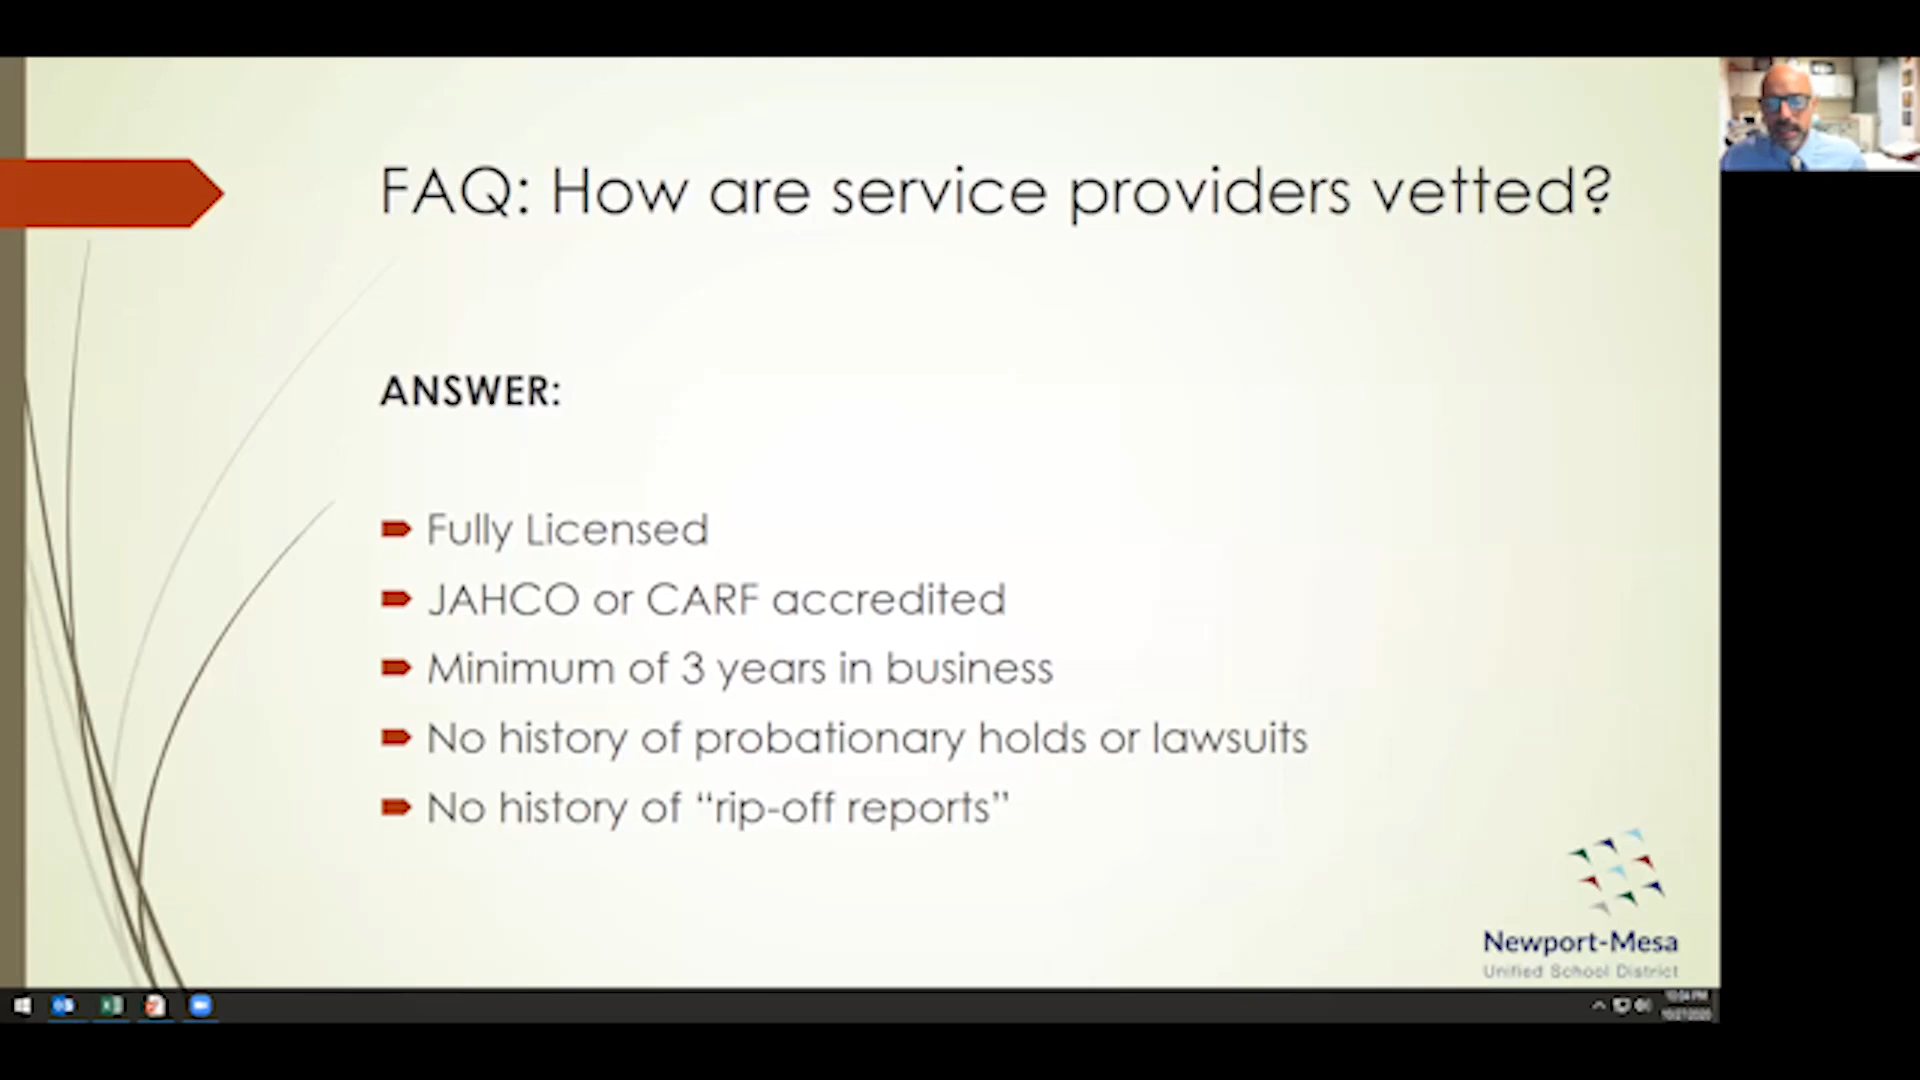 FAQ: How are service providers vetted?
ANSWER:
Fully Licensed
JAHCO or CARF accredited
Minimum of 3 years in business
No history of probationary holds or lawsuits
No history of “rip-off reports”
Newport-Mesa
Unified School District